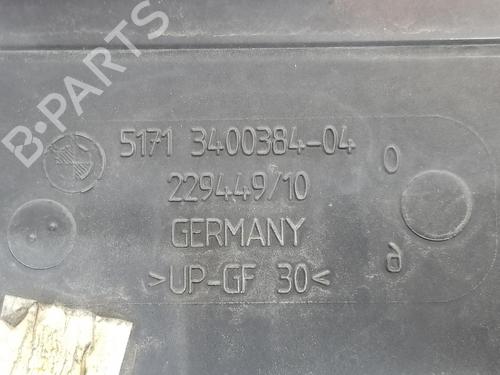 B-PARTS
5171 3400384-04
229449/10
GERMANY
>UP-GF 30<